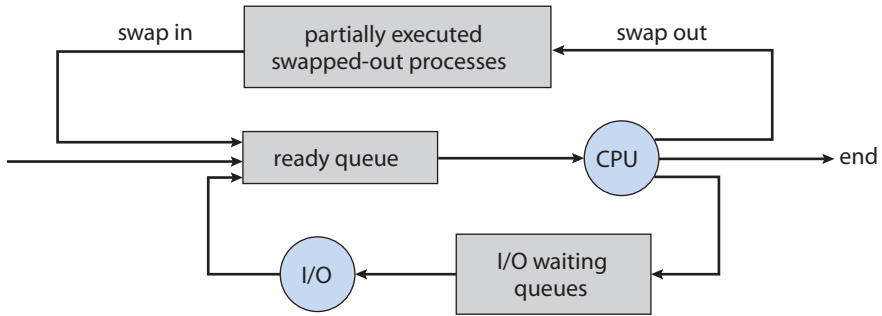 swap in
partially executed
swapped-out processes
swap out
ready queue
CPU
end
I/O
I/O waiting
queues